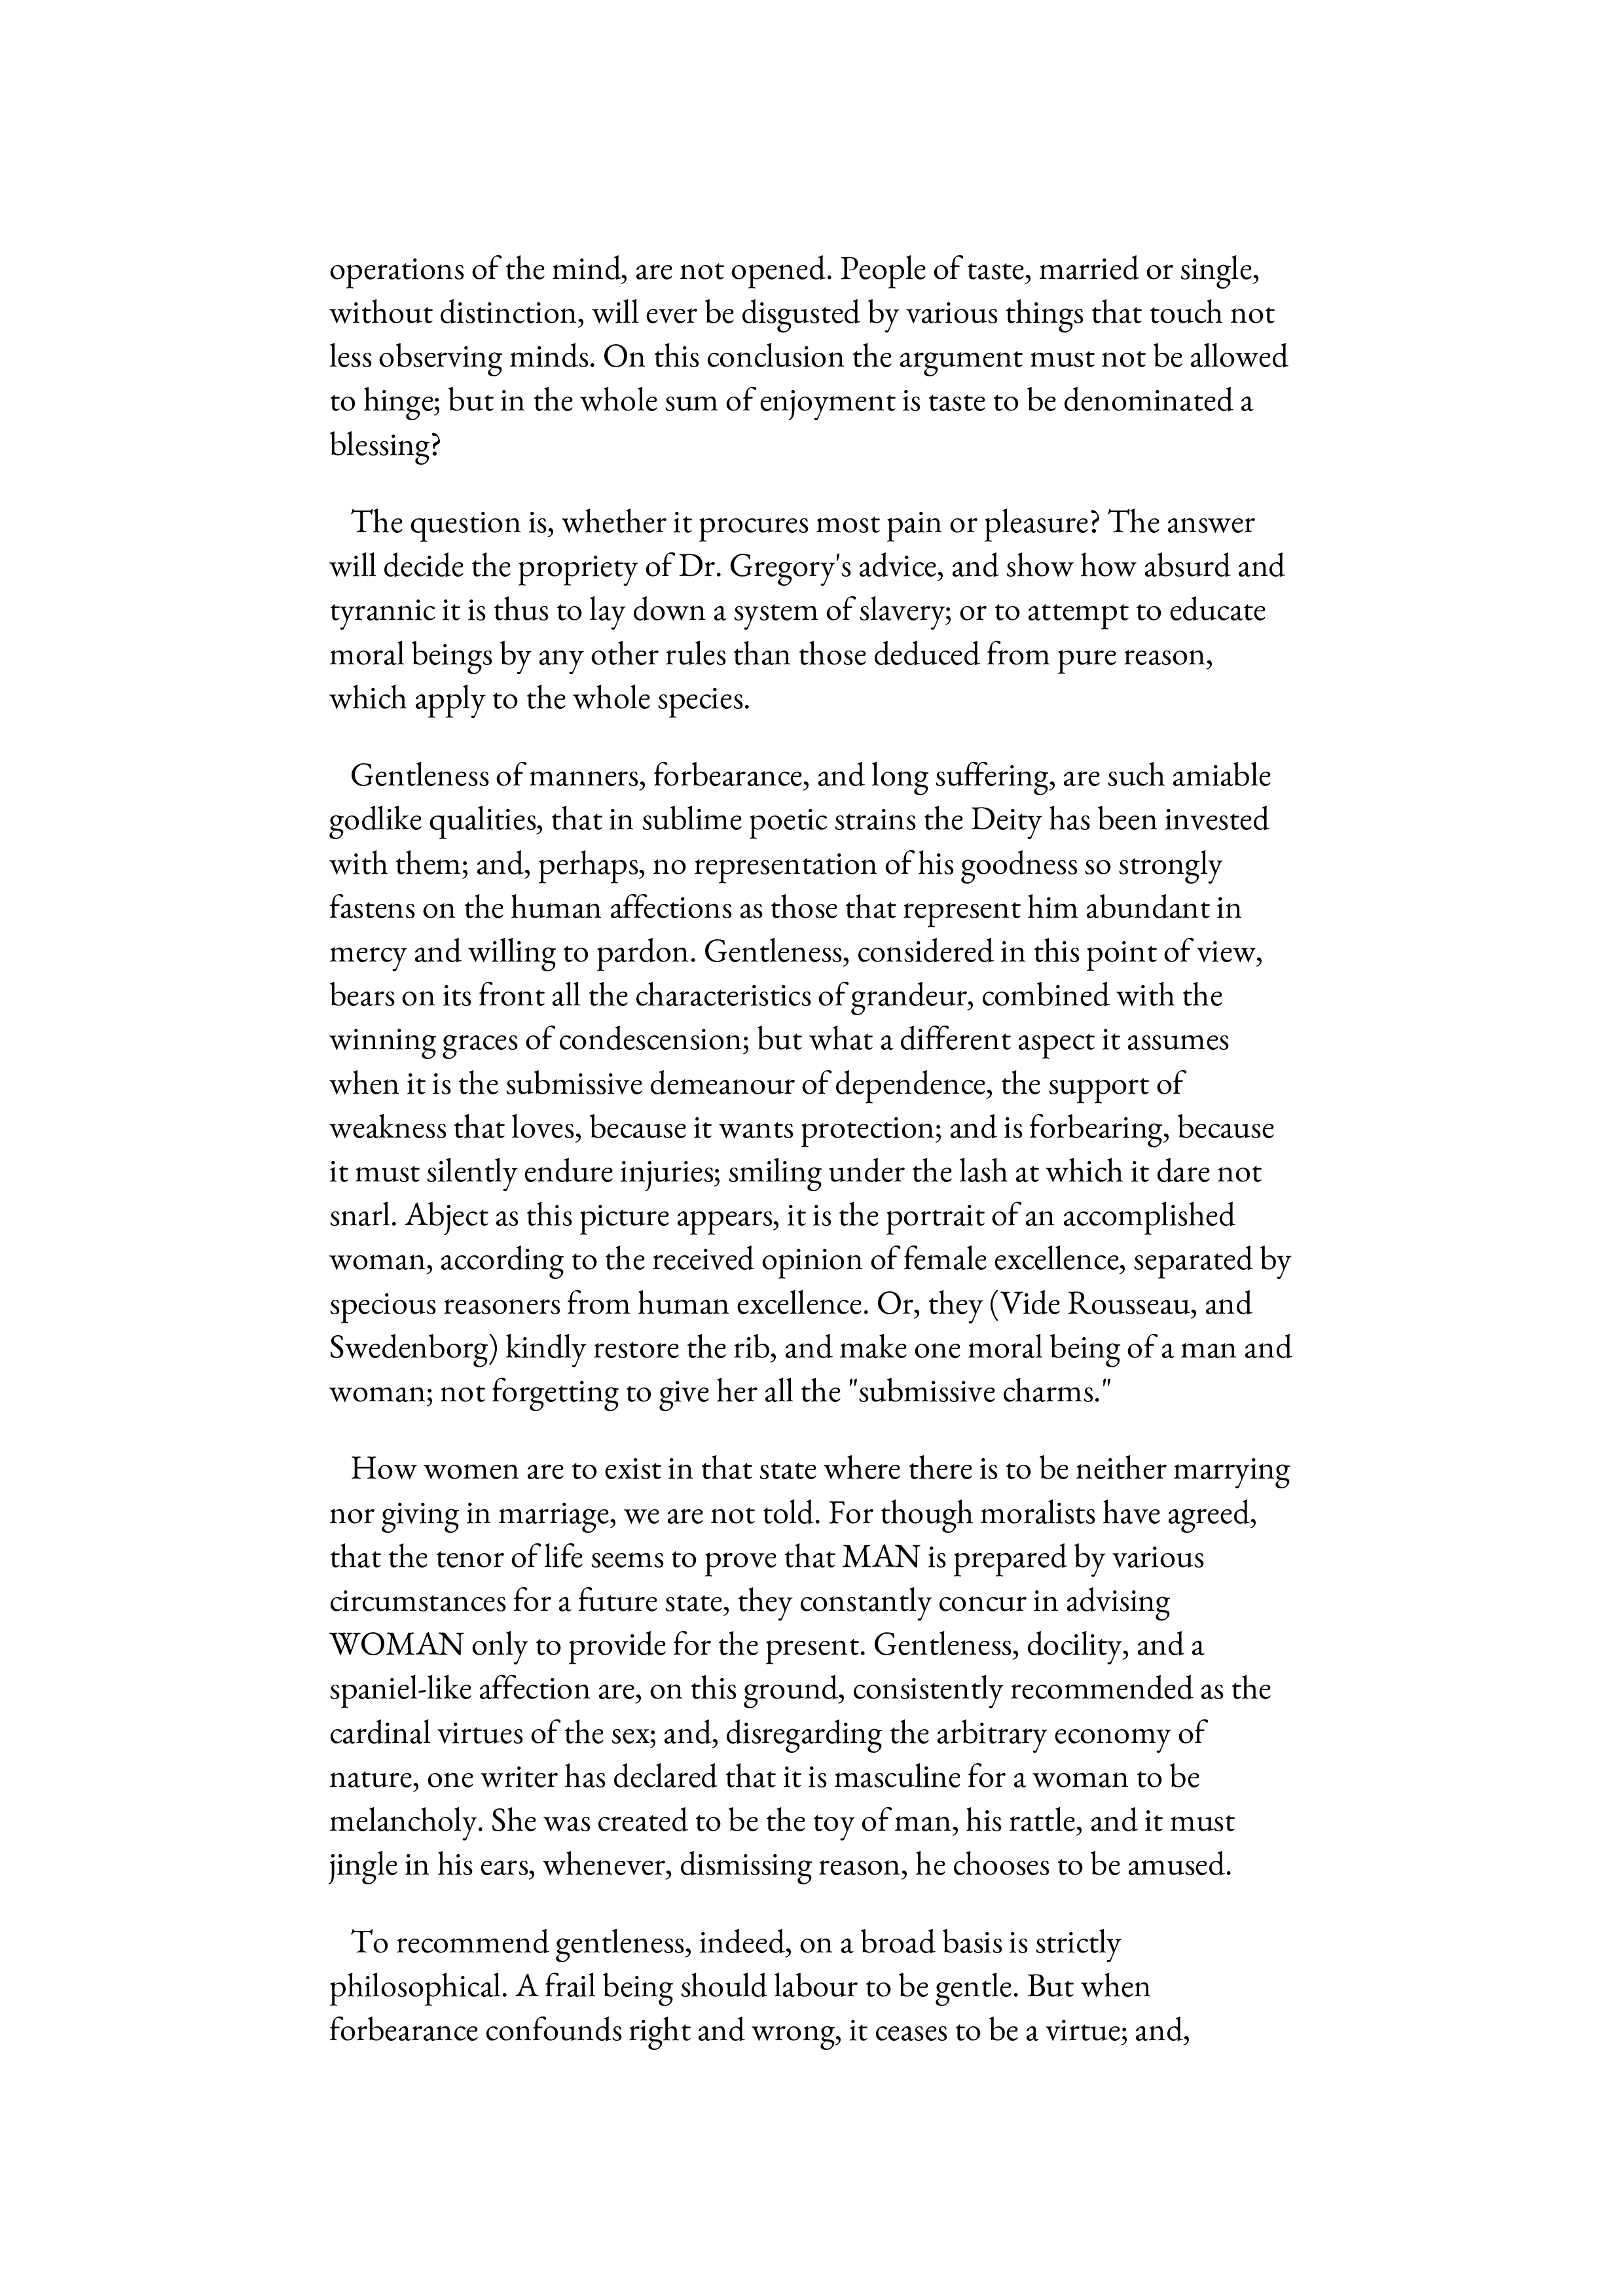 operations of the mind, are not opened. People of taste, married or single,
without distinction, will ever be disgusted by various things that touch not
less observing minds. On this conclusion the argument must not be allowed
to hinge; but in the whole sum of enjoyment is taste to be denominated a
blessing?
The question is, whether it procures most pain or pleasure? The answer
will decide the propriety of Dr. Gregory's advice, and show how absurd and
tyrannic it is thus to lay down a system of slavery; or to attempt to educate
moral beings by any other rules than those deduced from pure reason,
which apply to the whole species.
Gentleness of manners, forbearance, and long suffering, are such amiable
godlike qualities, that in sublime poetic strains the Deity has been invested
with them; and, perhaps, no representation of his goodness so strongly
fastens on the human affections as those that represent him abundant in
mercy and willing to pardon. Gentleness, considered in this point of view,
bears on its front all the characteristics of grandeur, combined with the
winning graces of condescension; but what a different aspect it assumes
when it is the submissive demeanour of dependence, the support of
weakness that loves, because it wants protection; and is forbearing, because
it must silently endure injuries; smiling under the lash at which it dare not
snarl. Abject as this picture appears, it is the portrait of an accomplished
woman, according to the received opinion of female excellence, separated by
specious reasoners from human excellence. Or, they (Vide Rousseau, and
Swedenborg) kindly restore the rib, and make one moral being of a man and
woman; not forgetting to give her all the "submissive charms."
How women are to exist in that state where there is to be neither marrying
nor giving in marriage, we are not told. For though moralists have agreed,
that the tenor of life seems to prove that MAN is prepared by various
circumstances for a future state, they constantly concur in advising
WOMAN only to provide for the present. Gentleness, docility, and a
spaniel-like affection are, on this ground, consistently recommended as the
cardinal virtues of the sex; and, disregarding the arbitrary economy of
nature, one writer has declared that it is masculine for a woman to be
melancholy. She was created to be the toy of man, his rattle, and it must
jingle in his ears, whenever, dismissing reason, he chooses to be amused.
To recommend gentleness, indeed, on a broad basis is strictly
philosophical. A frail being should labour to be gentle. But when
forbearance confounds right and wrong, it ceases to be a virtue; and,